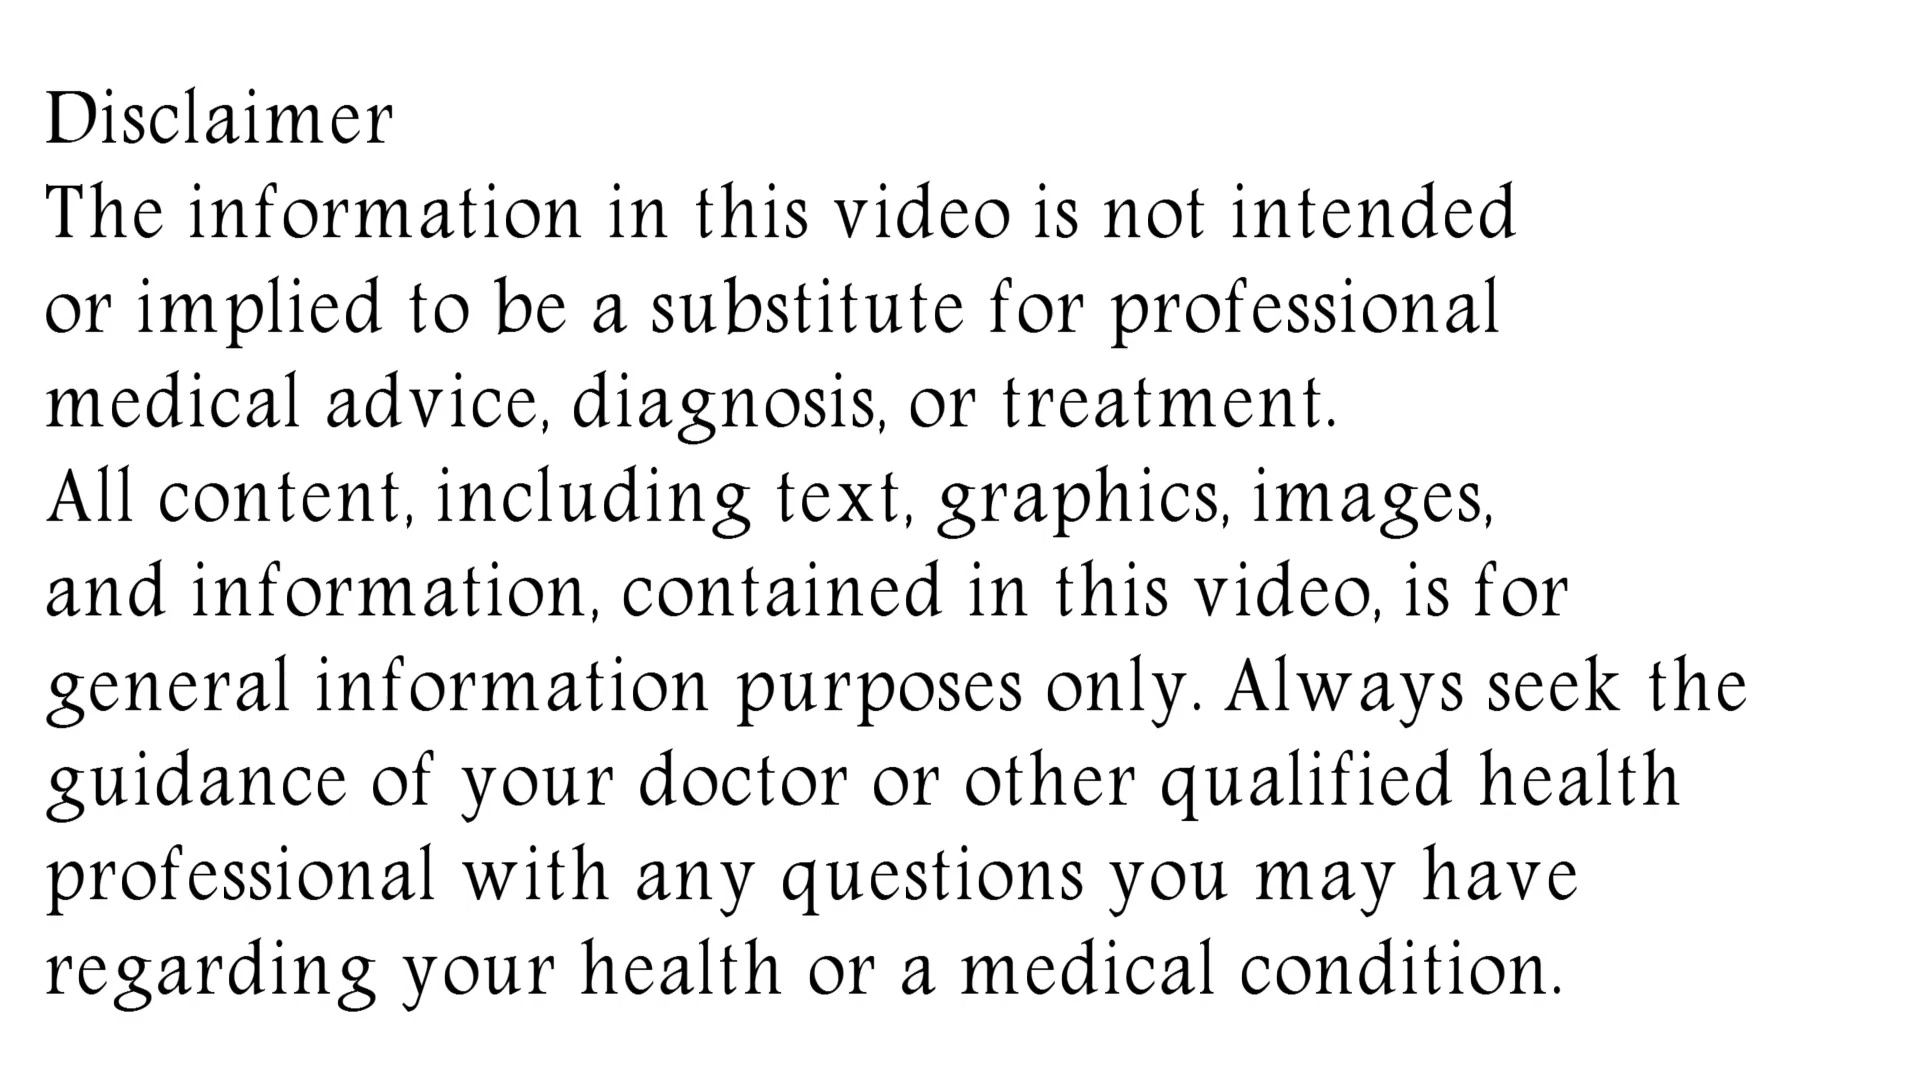 Disclaimer
The information in this video is not intended
or implied to be a substitute for professional
medical advice, diagnosis, or treatment.
All content, including text, graphics, images,
and information, contained in this video, is for
general information purposes only. Always seek the
guidance of your doctor or other qualified health
professional with any questions you may have
regarding your health or a medical condition.